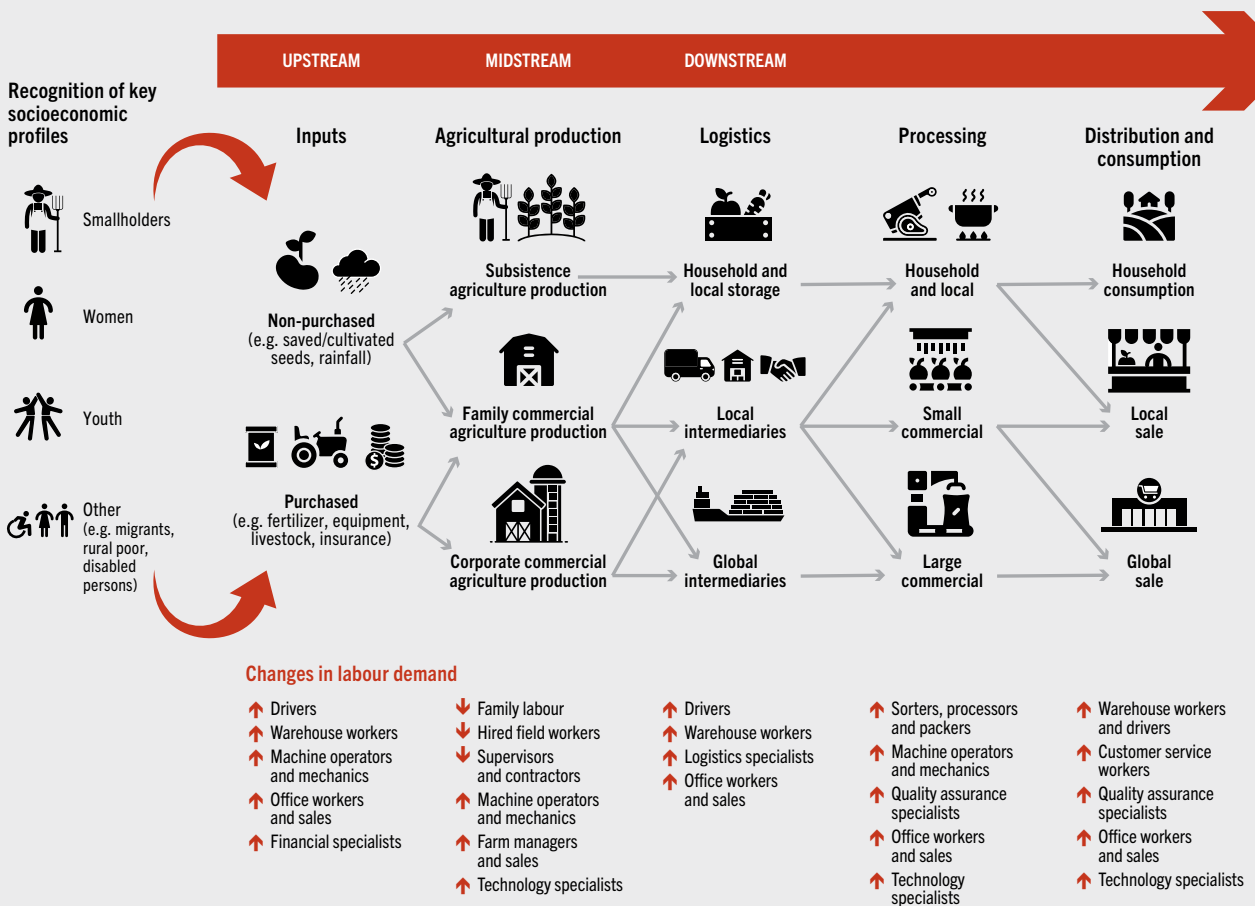 UPSTREAM
MIDSTREAM
DOWNSTREAM
Recognition of key
socioeconomic
profiles
Smallholders
Women
Youth
Other
(e.g. migrants,
rural poor,
disabled
persons)
Inputs
Non-purchased
(e.g. saved/cultivated
seeds, rainfall)
$
Purchased
(e.g. fertilizer, equipment,
livestock, insurance)
Agricultural production
Subsistence
agriculture production
Family commercial
agriculture production
Corporate commercial
agriculture production
Logistics
Household and
local storage
Local
intermediaries
Global
intermediaries
Processing
Household
and local
Small
commercial
Large
commercial
Distribution and
consumption
Household
consumption
Local
sale
Global
sale
Changes in labour demand
Drivers
Warehouse workers
Machine operators
and mechanics
Office workers
and sales
Financial specialists
Family labour
Hired field workers
Supervisors
and contractors
Machine operators
and mechanics
Farm managers
and sales
Technology specialists
Drivers
Warehouse workers
Logistics specialists
Office workers
and sales
Sorters, processors
and packers
Machine operators
and mechanics
Quality assurance
specialists
Office workers
and sales
Technology
specialists
Warehouse workers
and drivers
Customer service
workers
Quality assurance
specialists
Office workers
and sales
Technology specialists